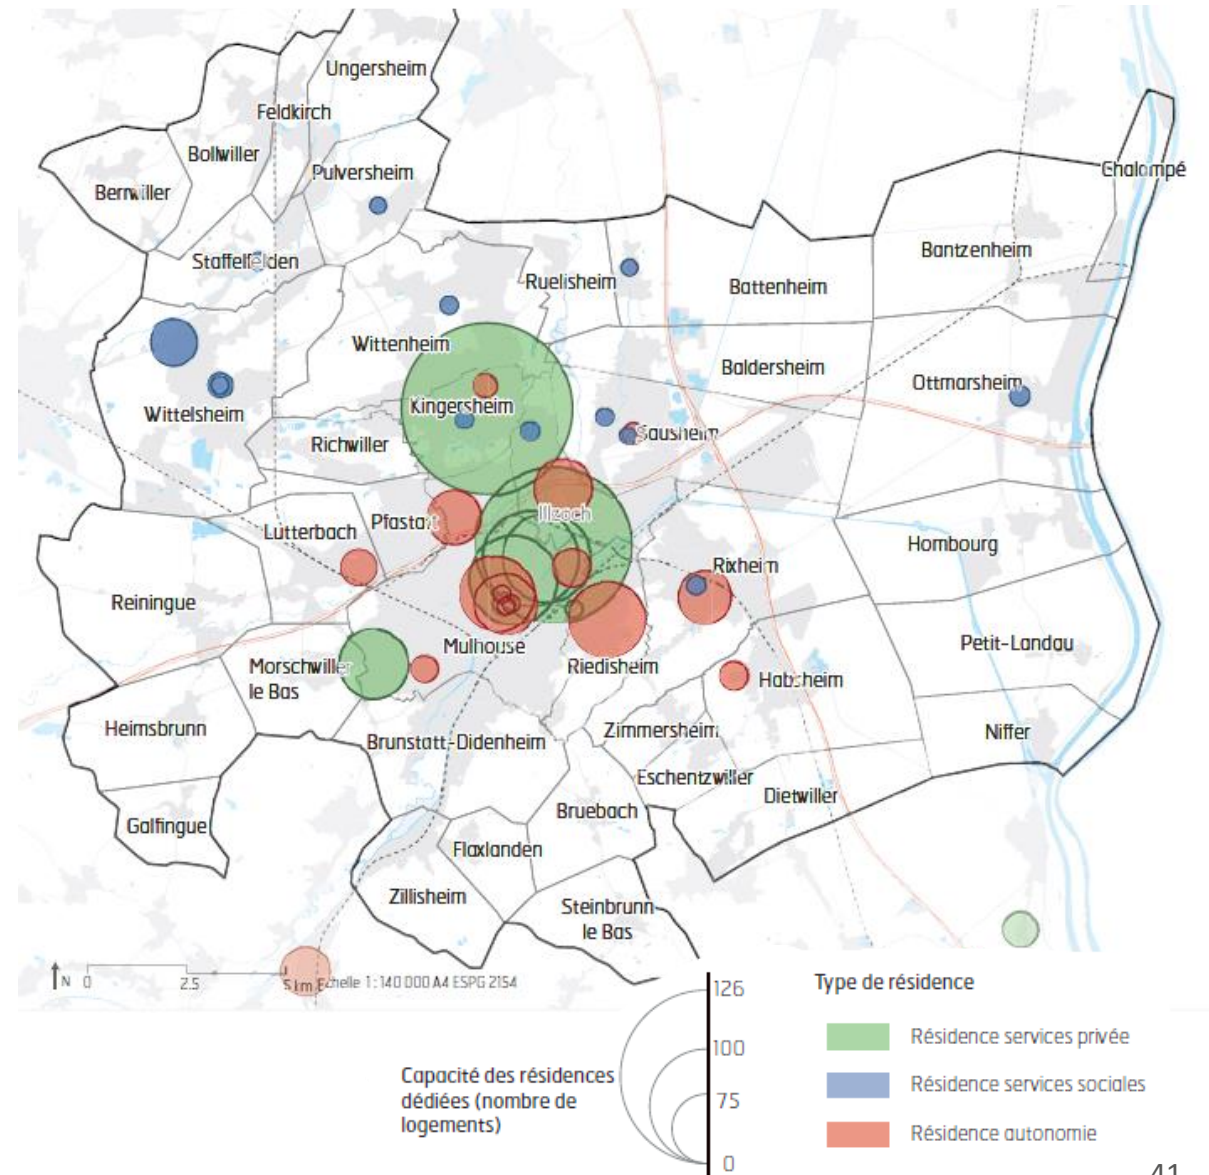 Ungersheim
Feldkirch
Bollwiller
Pulversheim
Berrwiller
Chalampé
Staffelfelden
Bantzenheim
Ruelisheim
Battenheim
Wittenheim
Baldersheim
Ottmarsheim
Kingersheim
Wittelsheim
Richwiller
Sausheim
Illzach
Pfastatt
Lutterbach
Hombourg
Rixheim
Reiningue
Petit-Landau
Mulhouse
Morschwiller
le Bas
Riedisheim
Habsheim
Heimsbrunn
Zimmersheim
Niffer
Brunstatt-Didenheim
Eschentzwiller
Dietwiller
Galfingue
Bruebach
Flaxlanden
Zillisheim
Steinbrunn
le Bas
N 0 2.5 5 km Echelle 1:140 000 A4 ESPG 2154
Capacité des résidences
dédiées (nombre de
logements)
126
100
75
0
Type de résidence
Résidence services privée
Résidence services sociales
Résidence autonomie
41